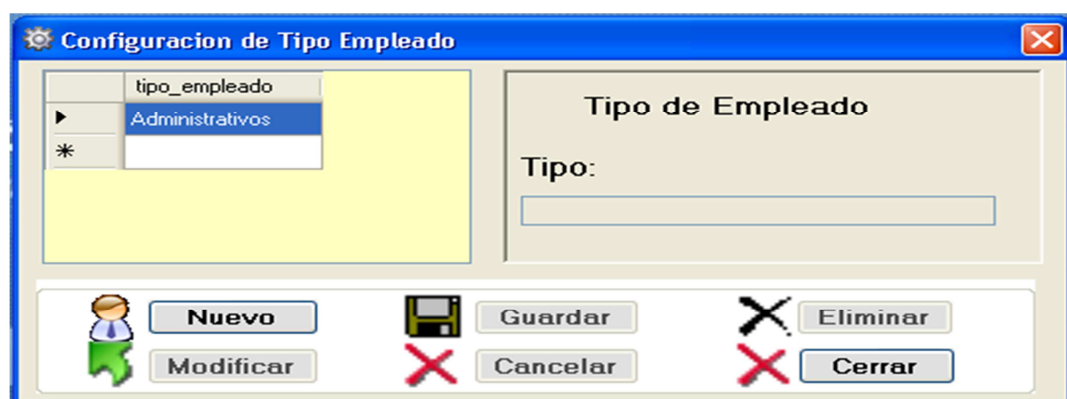 Configuracion de Tipo Empleado
tipo_empleado
Administrativos
Tipo de Empleado
Tipo:
Nuevo
Guardar
Eliminar
Modificar
Cancelar
Cerrar